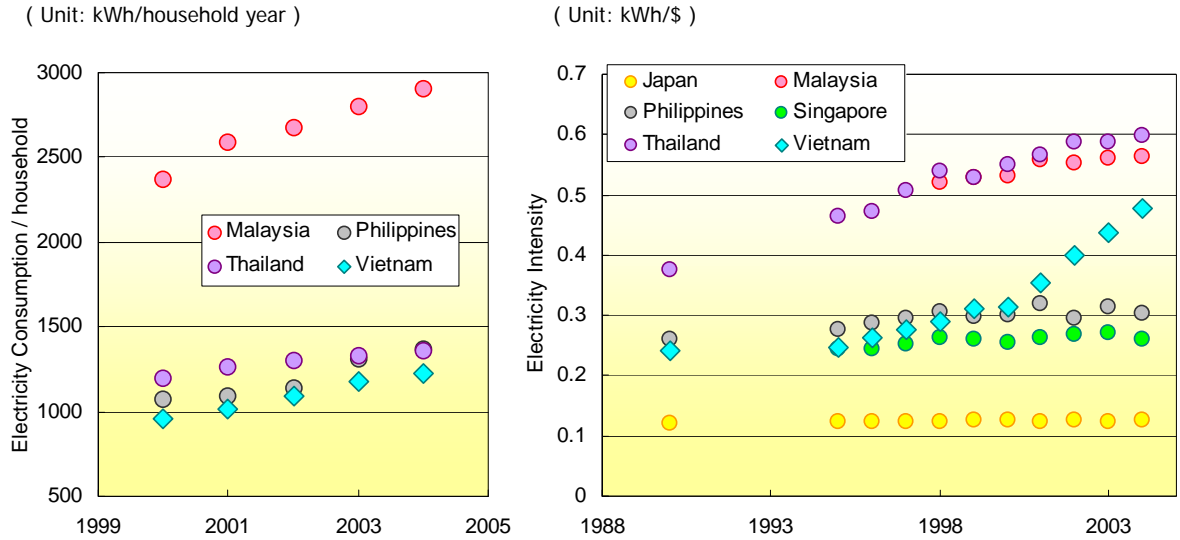 ( Unit: kWh/household year )
Electricity Consumption / household
3000
2500
2000
1500
1000
500
Malaysia Philippines
Thailand Vietnam
1999 2001 2003 2005
( Unit: kWh/$ )
Electricity Intensity
0.7
0.6
0.5
0.4
0.3
0.2
0.1
0
Japan Malaysia
Philippines Singapore
Thailand Vietnam
1988 1993 1998 2003